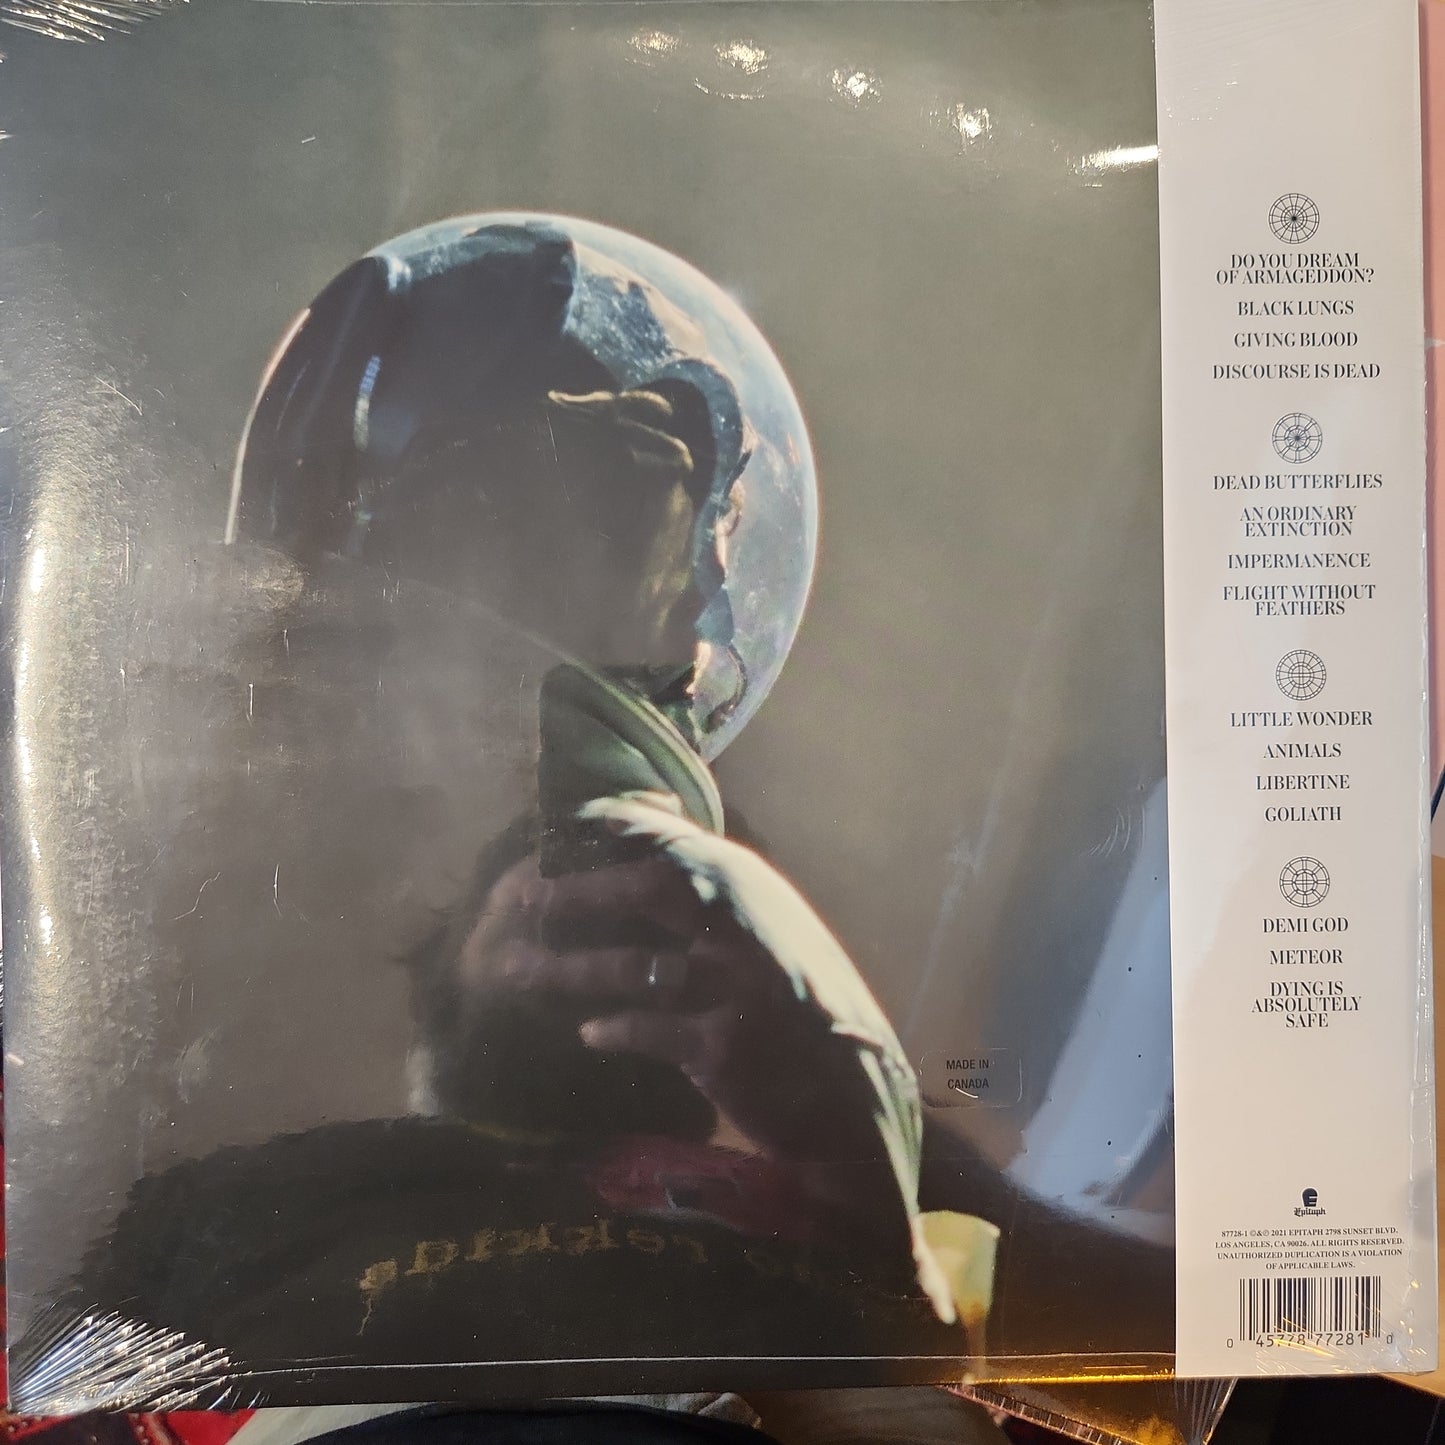 DO YOU DREAM
OF ARMAGEDDON?
BLACK LUNGS
GIVING BLOOD
DISCOURSE IS DEAD
DEAD BUTTERFLIES
AN ORDINARY
EXTINCTION
IMPERMANENCE
FLIGHT WITHOUT
FEATHERS
LITTLE WONDER
ANIMALS
LIBERTINE
GOLIATH
DEMI GOD
METEOR
DYING IS
ABSOLUTELY
SAFE
MADE IN
CANADA
Epitaph
87728-1 ©&℗ 2021 EPITAPH 2798 SUNSET BLVD.
LOS ANGELES, CA 90026. ALL RIGHTS RESERVED.
UNAUTHORIZED DUPLICATION IS A VIOLATION
OF APPLICABLE LAWS.
0 45778 77281 0